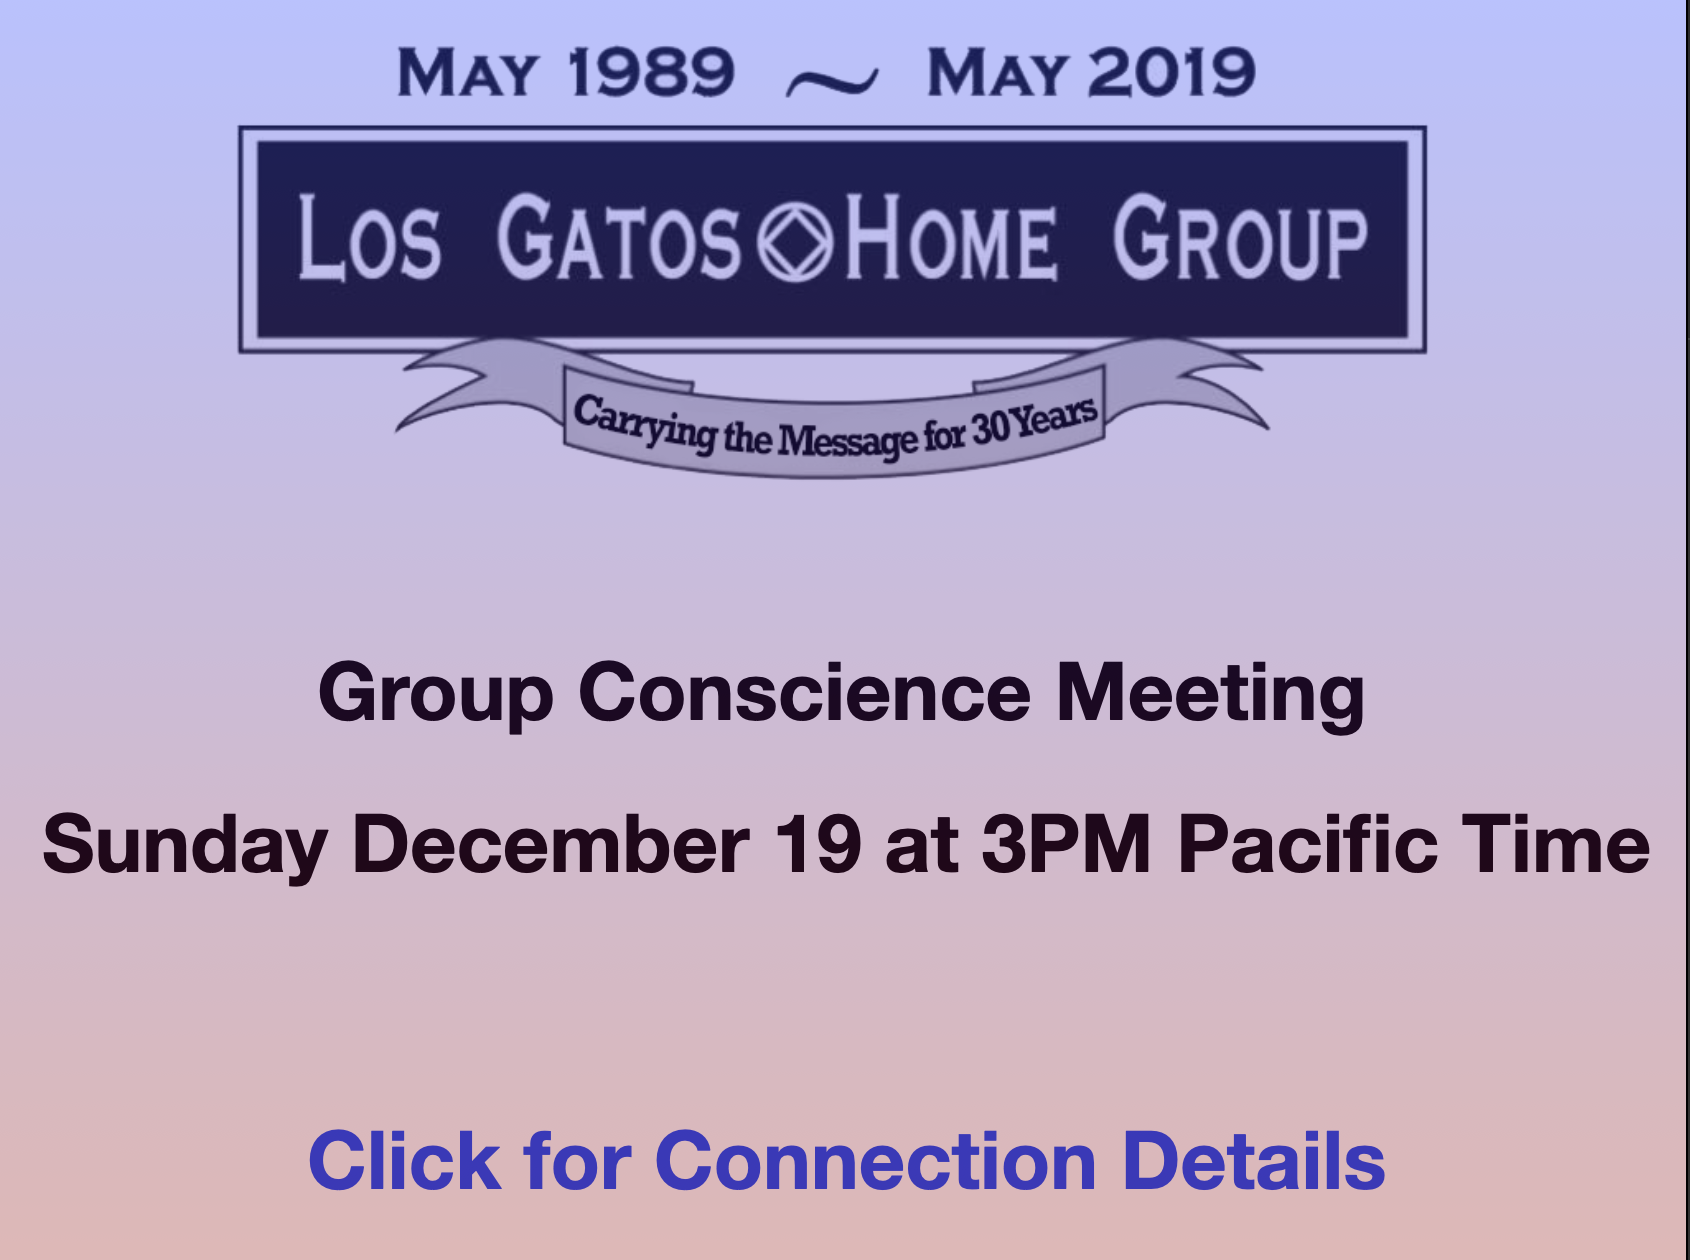 May 1989 ~ May 2019
Los Gatos Home Group
Carrying the Message for 30 Years
Group Conscience Meeting
Sunday December 19 at 3PM Pacific Time
Click for Connection Details